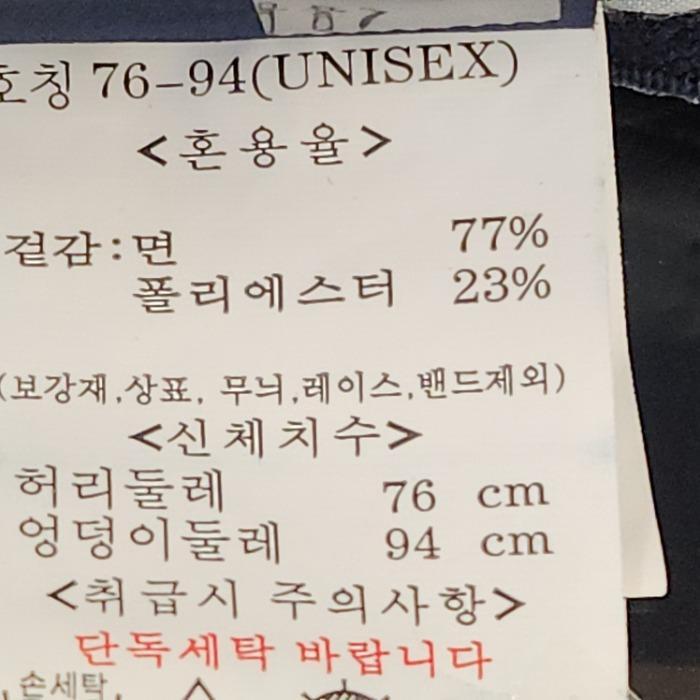 호칭 76-94(UNISEX)
<혼용율>
겉감:면 77%
폴리에스터 23%
(보강재,상표, 무늬,레이스,밴드제외)
<신체치수>
허리둘레 76 cm
엉덩이둘레 94 cm
<취급시 주의사항>
단독세탁 바랍니다
손세탁,